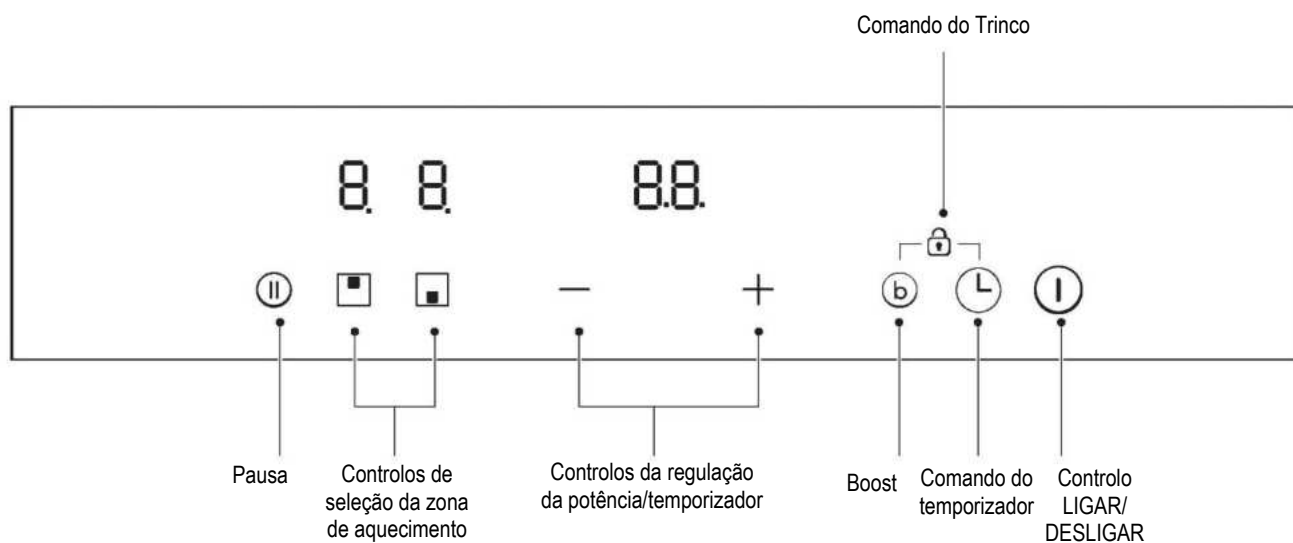 Comando do Trinco
8. 8. 8.8.
b
Pausa
Controlos de
seleção da zona
de aquecimento
Controlos da regulação
da potência/temporizador
Boost
Comando do
temporizador
Controlo
LIGAR/
DESLIGAR